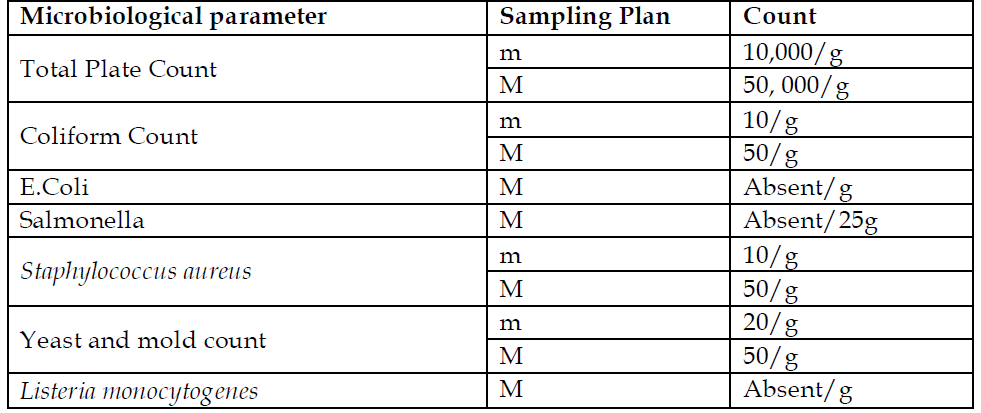 Microbiological parameter Sampling Plan Count
Total Plate Count m 10,000/g
M 50, 000/g
Coliform Count m 10/g
M 50/g
E.Coli M Absent/g
Salmonella M Absent/25g
Staphylococcus aureus m 10/g
M 50/g
Yeast and mold count m 20/g
M 50/g
Listeria monocytogenes M Absent/g